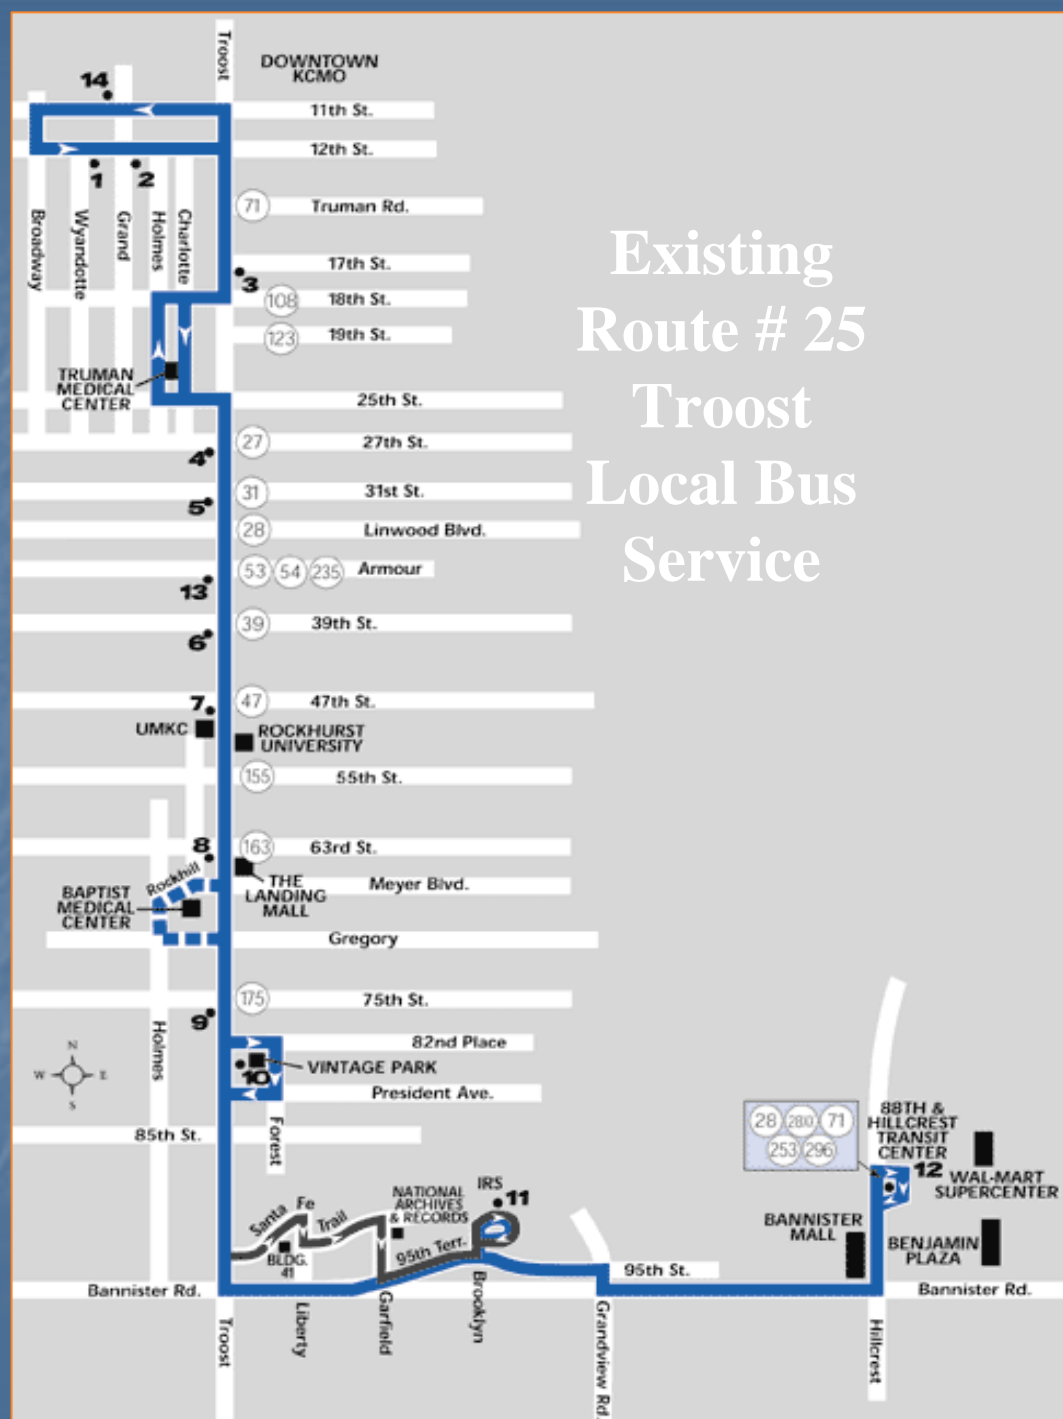 Existing
Route # 25
Troost
Local Bus
Service
Troost
DOWNTOWN
KCMO
14
11th St.
12th St.
1
2
71
Truman Rd.
Broadway
Wyandotte
Grand
Holmes
Charlotte
17th St.
3
108
18th St.
123
19th St.
TRUMAN
MEDICAL
CENTER
25th St.
27
27th St.
4
31
31st St.
5
28
Linwood Blvd.
53
54
235
Armour
13
39
39th St.
6
7
47
47th St.
UMKC
ROCKHURST
UNIVERSITY
155
55th St.
8
163
63rd St.
Rockhill
THE
LANDING
MALL
Meyer Blvd.
BAPTIST
MEDICAL
CENTER
Gregory
175
75th St.
9
Holmes
82nd Place
10
VINTAGE PARK
President Ave.
N
W
E
S
Forest
85th St.
28
280
71
253
296
88TH &
HILLCREST
TRANSIT
CENTER
12
WAL-MART
SUPERCENTER
NATIONAL
ARCHIVES
& RECORDS
IRS
11
Santa Fe Trail
BLDG.
41
95th Terr.
BANNISTER
MALL
BENJAMIN
PLAZA
95th St.
Bannister Rd.
Bannister Rd.
Troost
Liberty
Garfield
Brooklyn
Grandview Rd.
Hillcrest